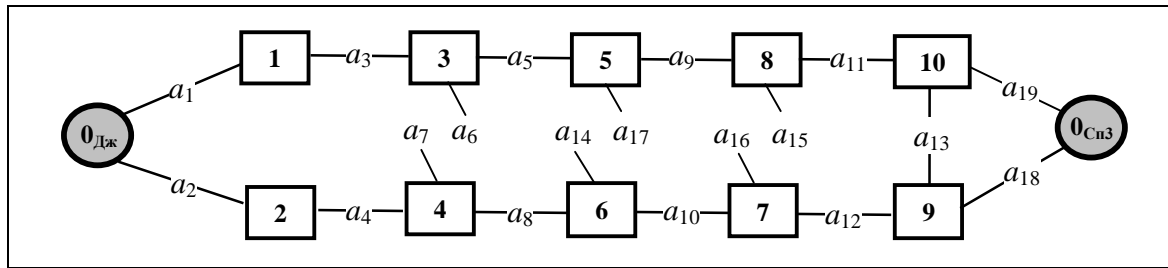 1 a3 3 a5 5 a9 8 a11 10
a1 a19
0Дж a7 a6 a14 a17 a16 a15 a13 0Сп3
a2 a18
2 a4 4 a8 6 a10 7 a12 9